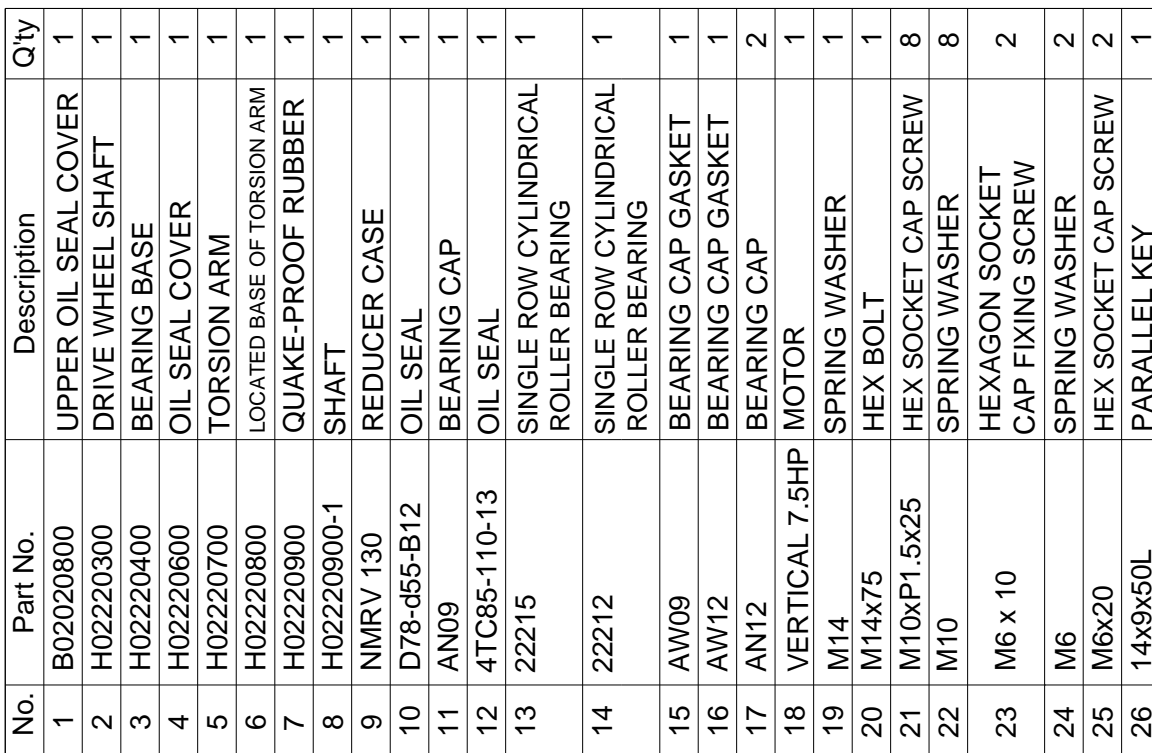 No. Part No. Description Q'ty
1 B02020800 UPPER OIL SEAL COVER 1
2 H02220300 DRIVE WHEEL SHAFT 1
3 H02220400 BEARING BASE 1
4 H02220600 OIL SEAL COVER 1
5 H02220700 TORSION ARM 1
6 H02220800 LOCATED BASE OF TORSION ARM 1
7 H02220900 QUAKE-PROOF RUBBER 1
8 H02220900-1 SHAFT 1
9 NMRV 130 REDUCER CASE 1
10 D78-d55-B12 OIL SEAL 1
11 AN09 BEARING CAP 1
12 4TC85-110-13 OIL SEAL 1
13 22215 SINGLE ROW CYLINDRICAL 1
ROLLER BEARING
14 22212 SINGLE ROW CYLINDRICAL 1
ROLLER BEARING
15 AW09 BEARING CAP GASKET 1
16 AW12 BEARING CAP GASKET 1
17 AN12 BEARING CAP 2
18 VERTICAL 7.5HP MOTOR 1
19 M14 SPRING WASHER 1
20 M14x75 HEX BOLT 1
21 M10xP1.5x25 HEX SOCKET CAP SCREW 8
22 M10 SPRING WASHER 8
23 M6 x 10 HEXAGON SOCKET 2
CAP FIXING SCREW
24 M6 SPRING WASHER 2
25 M6x20 HEX SOCKET CAP SCREW 2
26 14x9x50L PARALLEL KEY 1